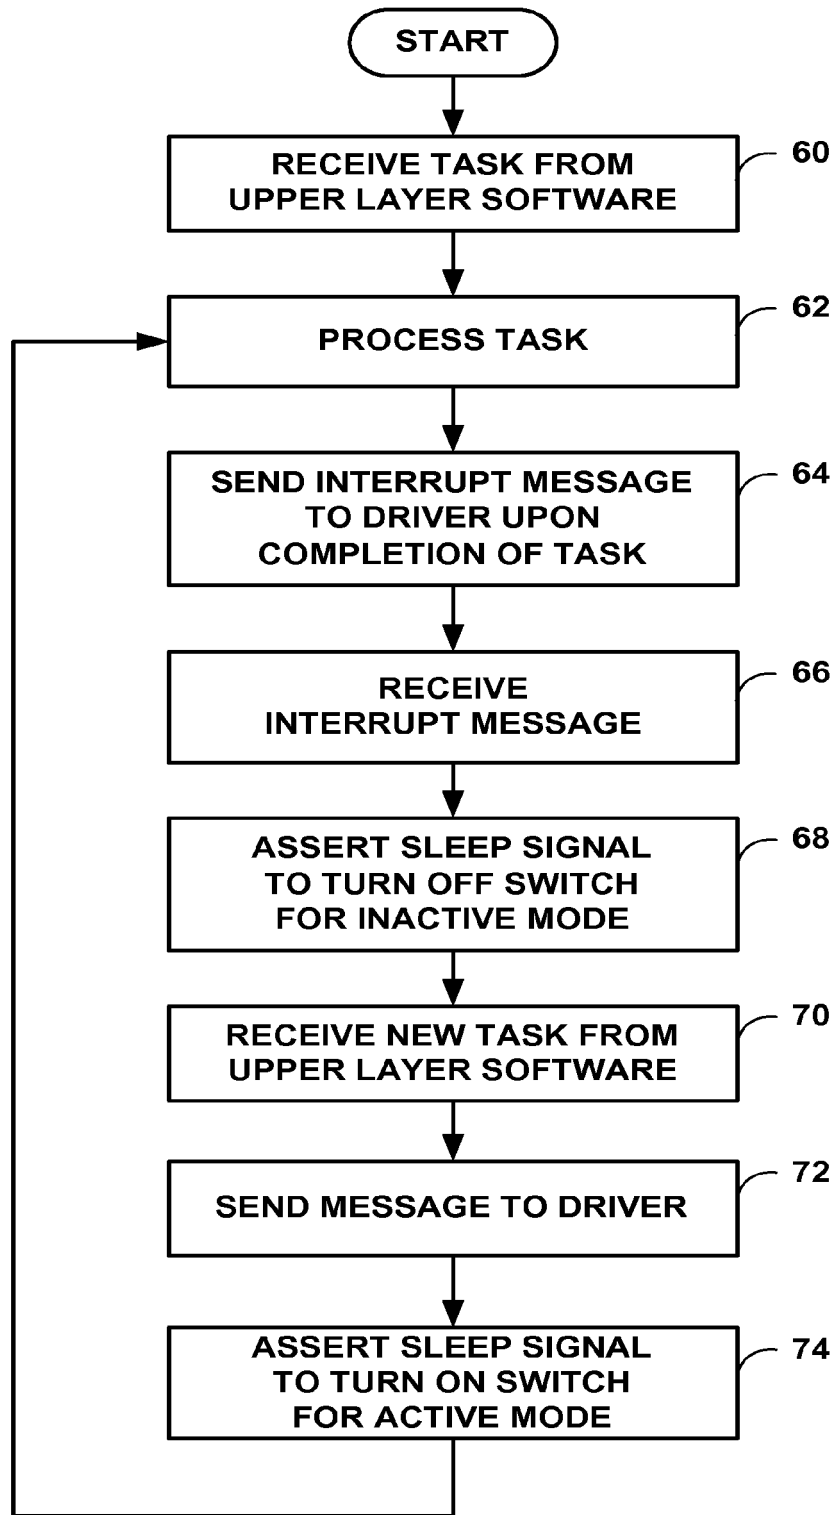 START
RECEIVE TASK FROM
UPPER LAYER SOFTWARE
60
PROCESS TASK
62
SEND INTERRUPT MESSAGE
TO DRIVER UPON
COMPLETION OF TASK
64
RECEIVE
INTERRUPT MESSAGE
66
ASSERT SLEEP SIGNAL
TO TURN OFF SWITCH
FOR INACTIVE MODE
68
RECEIVE NEW TASK FROM
UPPER LAYER SOFTWARE
70
SEND MESSAGE TO DRIVER
72
ASSERT SLEEP SIGNAL
TO TURN ON SWITCH
FOR ACTIVE MODE
74